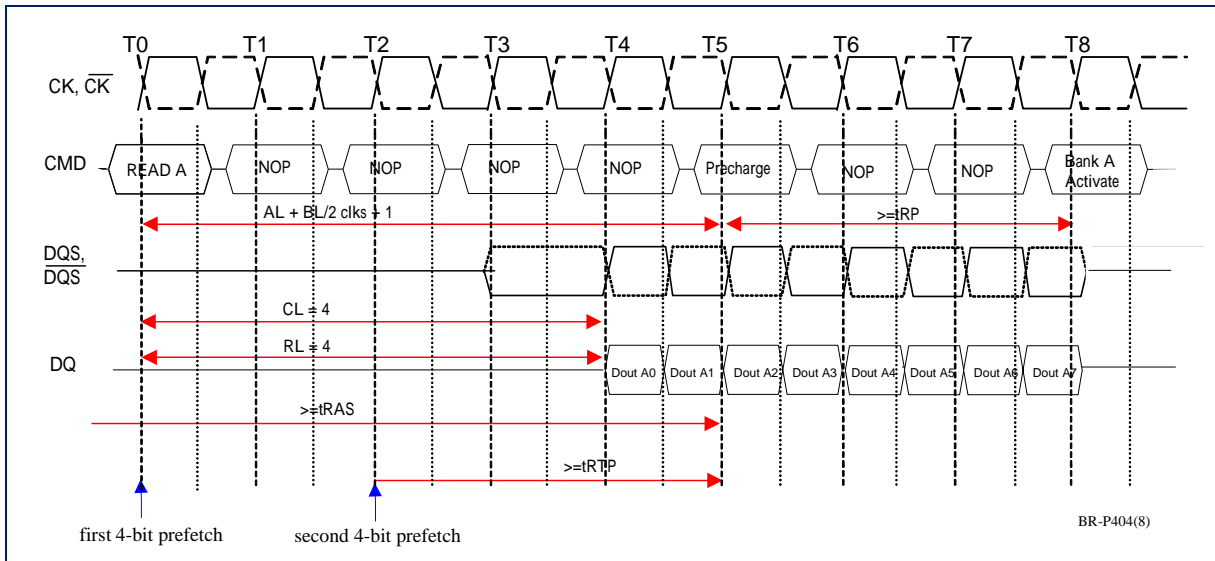 T0 T1 T2 T3 T4 T5 T6 T7 T8
CK, CK
CMD READ A NOP NOP NOP NOP Precharge NOP NOP Bank A Activate
AL + BL/2 clks + 1 >=tRP
DQS,
DQS
CL = 4
RL = 4
DQ Dout A0 Dout A1 Dout A2 Dout A3 Dout A4 Dout A5 Dout A6 Dout A7
>=tRAS
>=tRTP
first 4-bit prefetch second 4-bit prefetch
BR-P404(8)